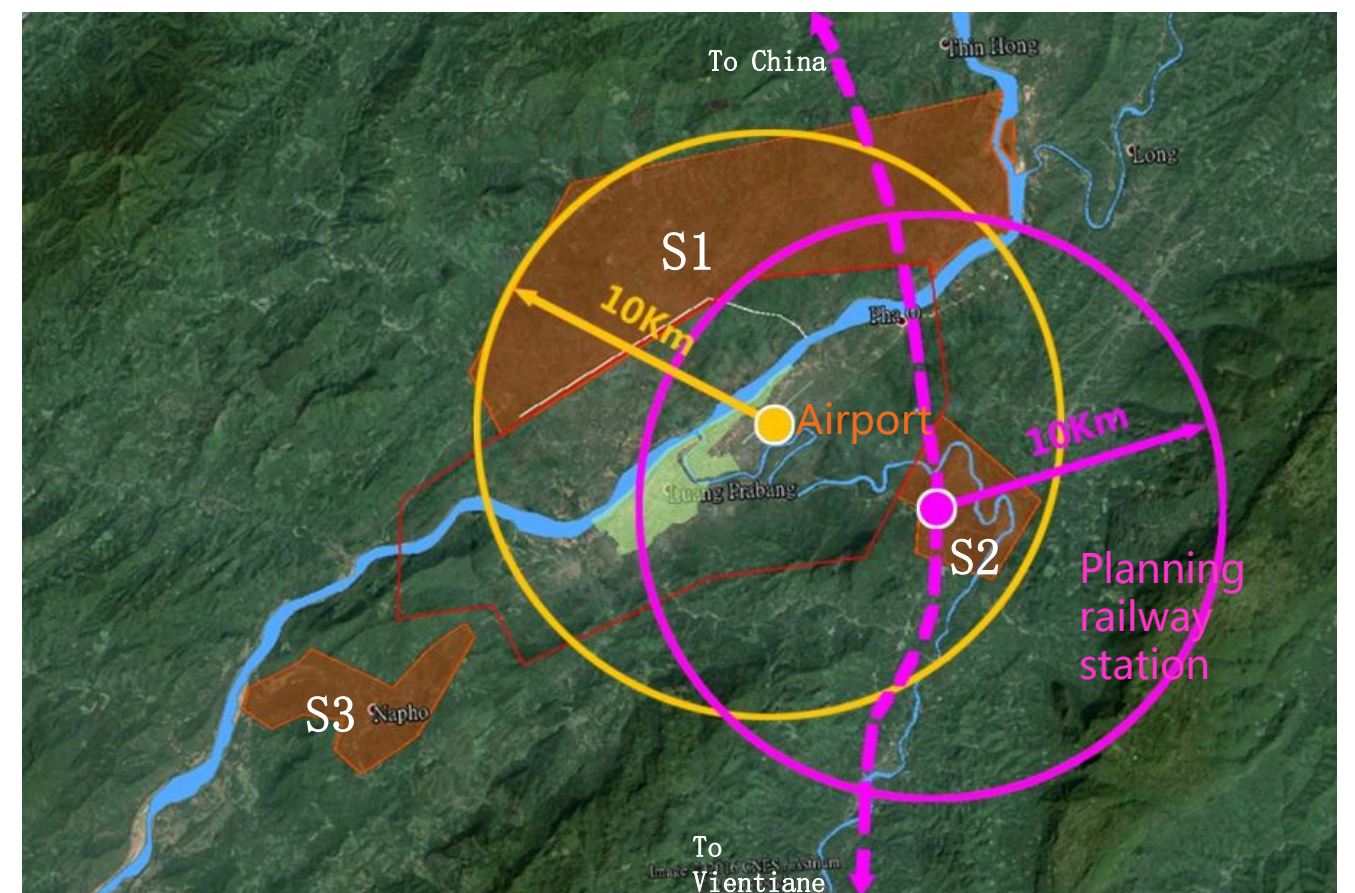 To China
Thin Hong
Long
S1
10Km
Airport
10Km
Luang Prabang
S2
Planning
railway
station
S3
Napho
To
Vientiane